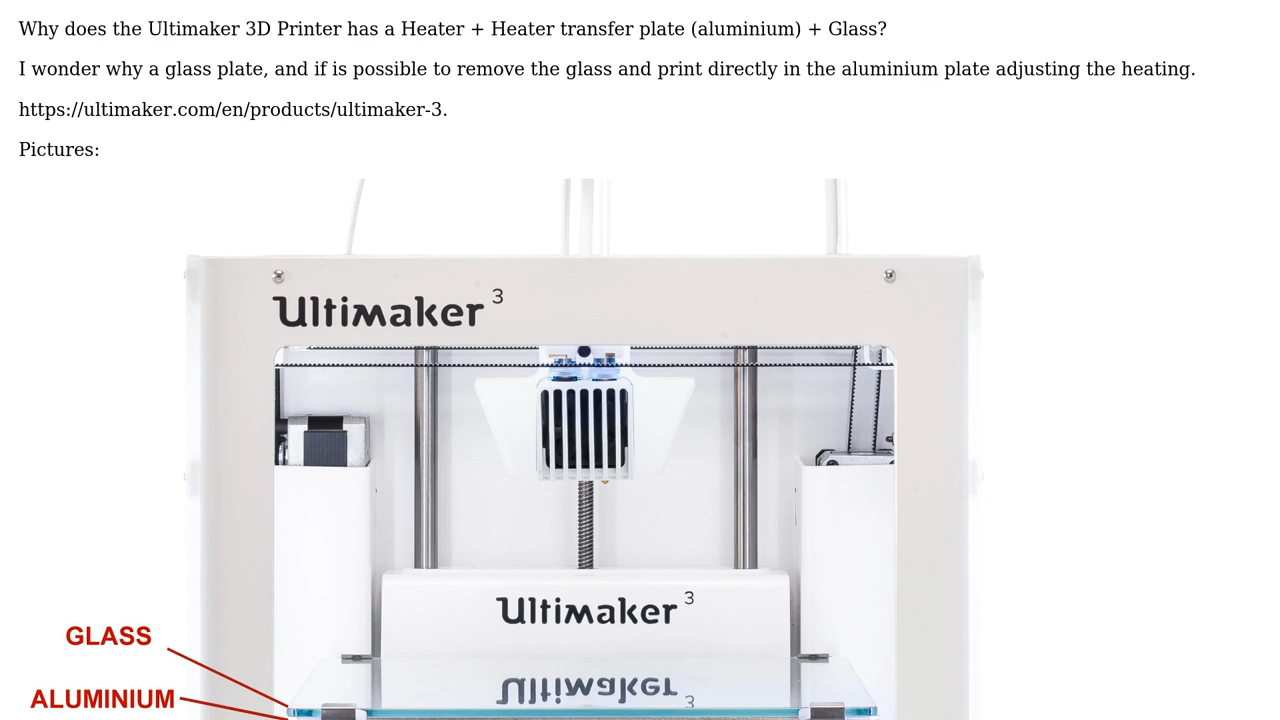 Why does the Ultimaker 3D Printer has a Heater + Heater transfer plate (aluminium) + Glass?
I wonder why a glass plate, and if is possible to remove the glass and print directly in the aluminium plate adjusting the heating.
https://ultimaker.com/en/products/ultimaker-3.
Pictures:
Ultimaker 3
Ultimaker 3
GLASS
Ultimaker 3
ALUMINIUM